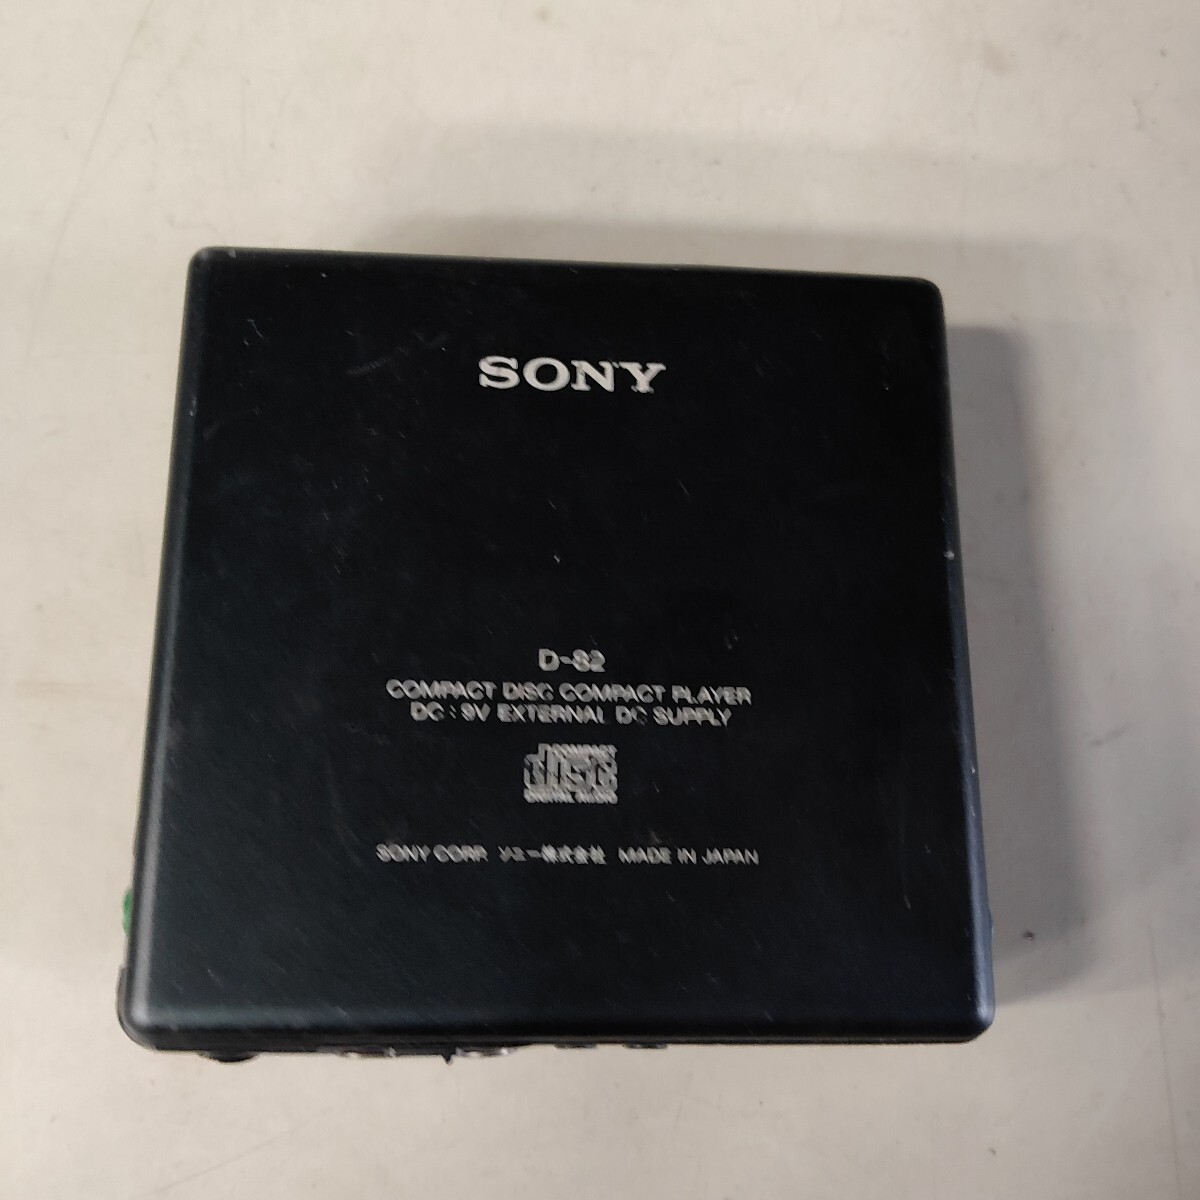 SONY
D-82
COMPACT DISC COMPACT PLAYER
DC : 9V EXTERNAL DC SUPPLY
COMPACT
disc
DIGITAL AUDIO
SONY CORP. ソニー株式会社 MADE IN JAPAN